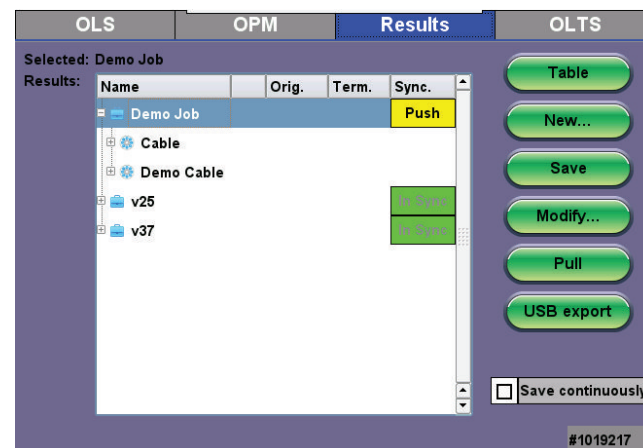 OLS OPM Results OLTS
Selected: Demo Job
Results:
Name Orig. Term. Sync.
Demo Job Push
Cable
Demo Cable
v25 In Sync
v37 In Sync
Table
New...
Save
Modify...
Pull
USB export
Save continuously
#1019217